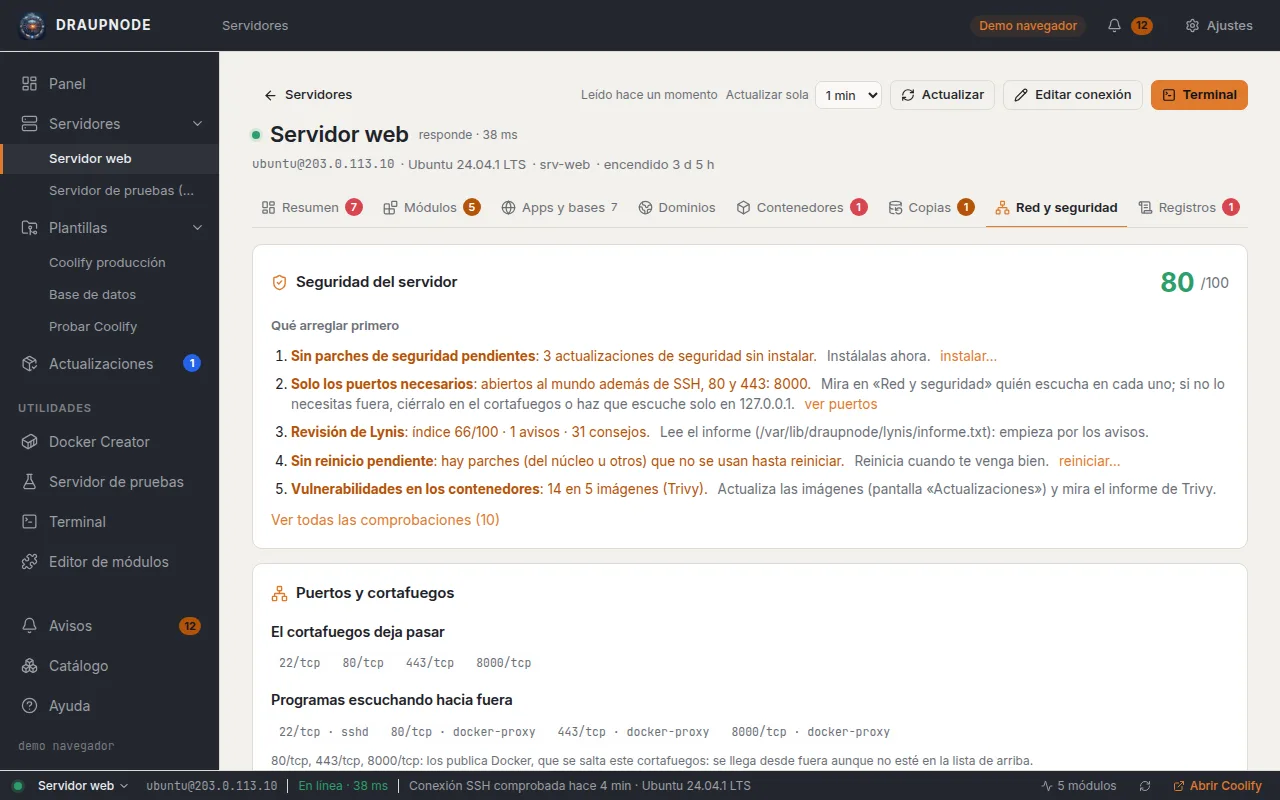 DRAUPNODE
Servidores
Demo navegador
12
Ajustes
Panel
Servidores
Servidor web
Servidor de pruebas (...
Plantillas
Coolify producción
Base de datos
Probar Coolify
Actualizaciones 1
UTILIDADES
Docker Creator
Servidor de pruebas
Terminal
Editor de módulos
Avisos 12
Catálogo
Ayuda
demo navegador
← Servidores
Leído hace un momento Actualizar sola 1 min Actualizar Editar conexión Terminal
Servidor web responde · 38 ms
ubuntu@203.0.113.10 · Ubuntu 24.04.1 LTS · srv-web · encendido 3 d 5 h
Resumen 7 Módulos 5 Apps y bases 7 Dominios Contenedores 1 Copias 1 Red y seguridad Registros 1
Seguridad del servidor
80 /100
Qué arreglar primero
1. Sin parches de seguridad pendientes: 3 actualizaciones de seguridad sin instalar. Instálalas ahora. instalar...
2. Solo los puertos necesarios: abiertos al mundo además de SSH, 80 y 443: 8000. Mira en «Red y seguridad» quién escucha en cada uno; si no lo
necesitas fuera, ciérralo en el cortafuegos o haz que escuche solo en 127.0.0.1. ver puertos
3. Revisión de Lynis: índice 66/100 · 1 avisos · 31 consejos. Lee el informe (/var/lib/draupnode/lynis/informe.txt): empieza por los avisos.
4. Sin reinicio pendiente: hay parches (del núcleo u otros) que no se usan hasta reiniciar. Reinicia cuando te venga bien. reiniciar...
5. Vulnerabilidades en los contenedores: 14 en 5 imágenes (Trivy). Actualiza las imágenes (pantalla «Actualizaciones») y mira el informe de Trivy.
Ver todas las comprobaciones (10)
Puertos y cortafuegos
El cortafuegos deja pasar
22/tcp 80/tcp 443/tcp 8000/tcp
Programas escuchando hacia fuera
22/tcp · sshd 80/tcp · docker-proxy 443/tcp · docker-proxy 8000/tcp · docker-proxy
80/tcp, 443/tcp, 8000/tcp: los publica Docker, que se salta este cortafuegos: se llega desde fuera aunque no esté en la lista de arriba.
Servidor web ubuntu@203.0.113.10 En línea · 38 ms Conexión SSH comprobada hace 4 min · Ubuntu 24.04.1 LTS 5 módulos Abrir Coolify